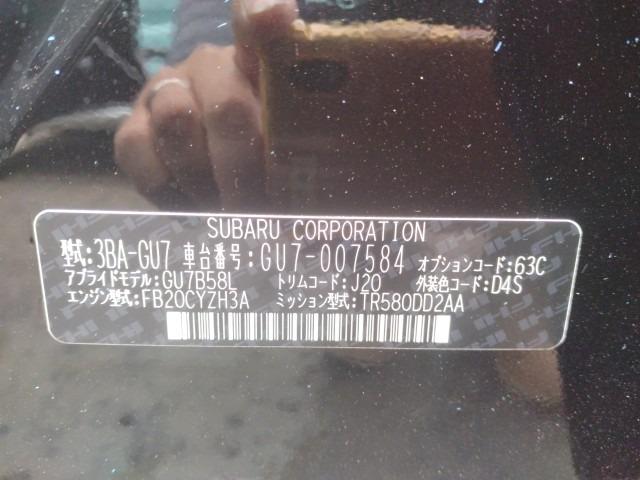 SUBARU CORPORATION
型式:3BA-GU7 車台番号:GU7-007584 オプションコード:63C
アプライドモデル:GU7B58L トリムコード:J20 外装色コード:D4S
エンジン型式:FB20CYZH3A ミッション型式:TR580DD2AA